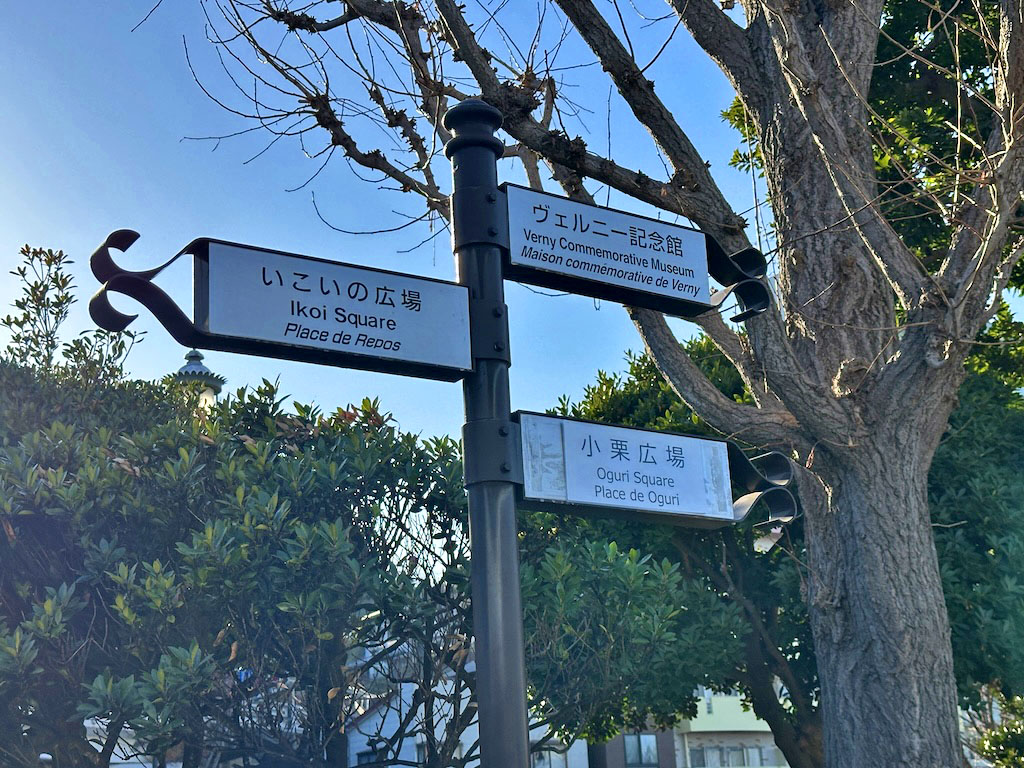 ヴェルニー記念館
Verny Commemorative Museum
Maison commémorative de Verny
いこいの広場
Ikoi Square
Place de Repos
小栗広場
Oguri Square
Place de Oguri